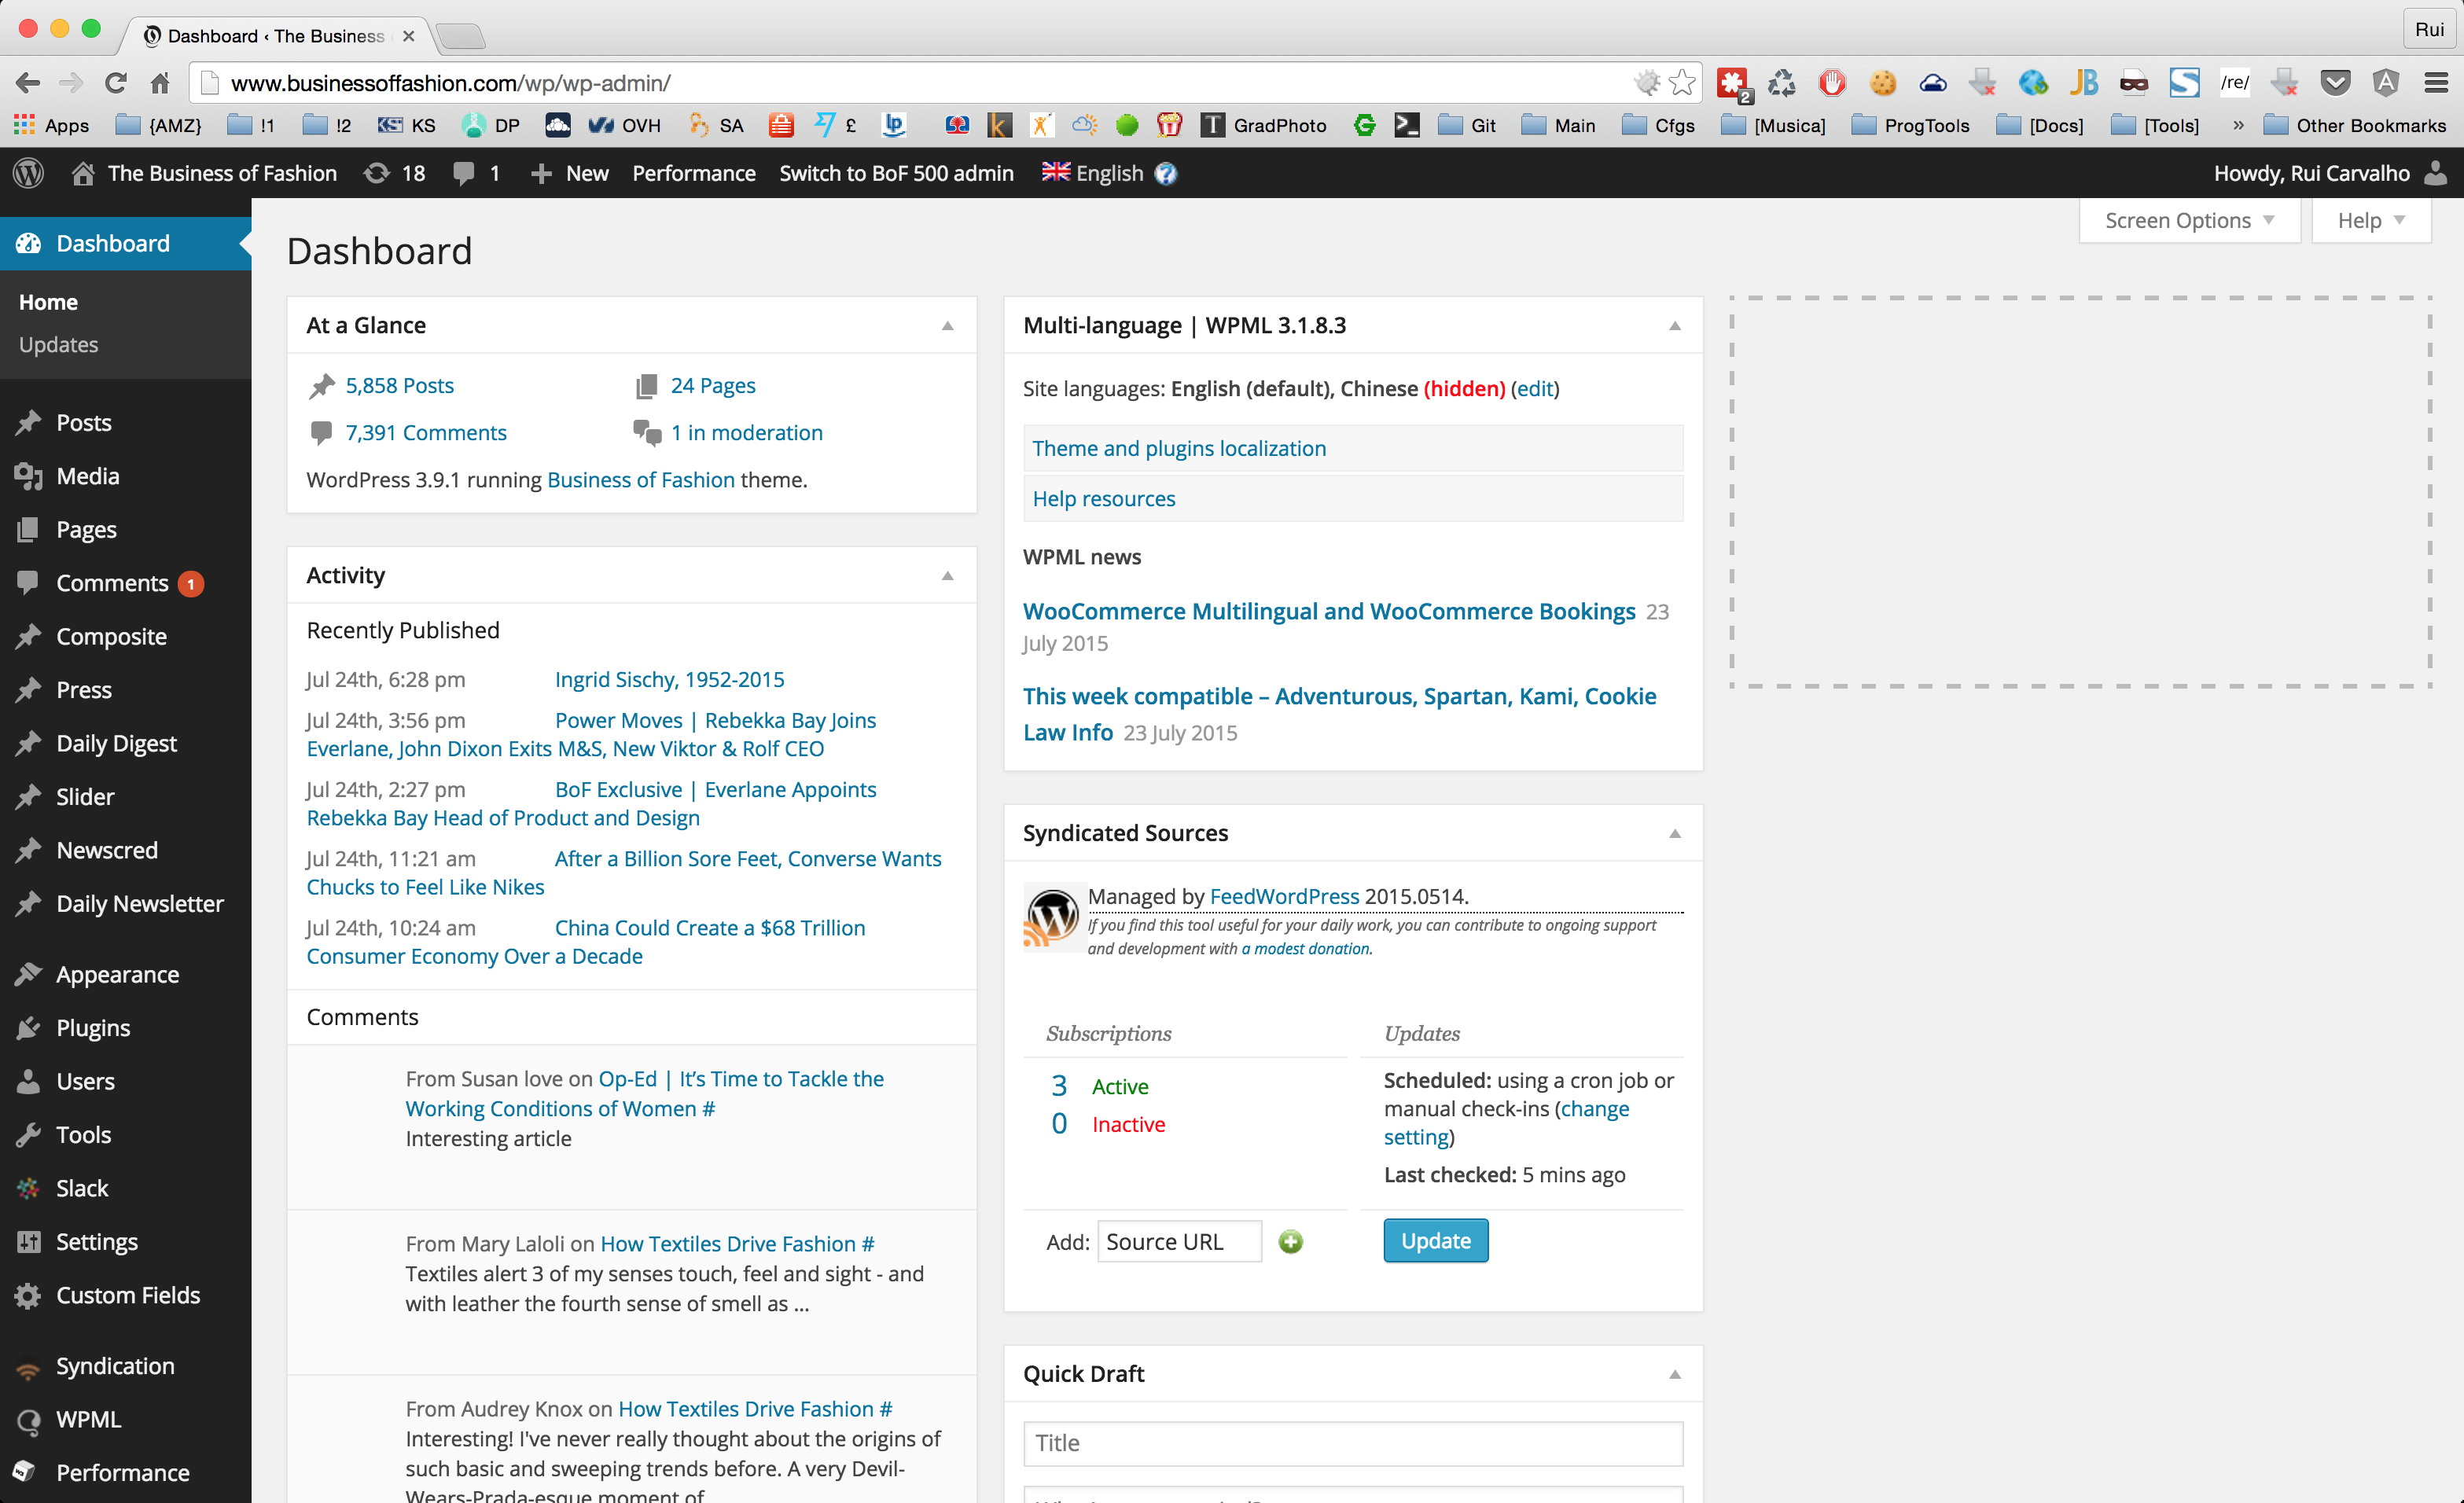 Dashboard ‹ The Business
Rui
www.businessoffashion.com/wp/wp-admin/
2
JB
S
/re/
Apps
{AMZ}
!1
!2
KS
DP
OVH
SA
£
lp
k
T
GradPhoto
Git
Main
Cfgs
[Musica]
ProgTools
[Docs]
[Tools]
»
Other Bookmarks
The Business of Fashion
18
1
New
Performance
Switch to BoF 500 admin
English
Howdy, Rui Carvalho
Screen Options
Help
Dashboard
Home
Updates
Posts
Media
Pages
Comments 1
Composite
Press
Daily Digest
Slider
Newscred
Daily Newsletter
Appearance
Plugins
Users
Tools
Slack
Settings
Custom Fields
Syndication
WPML
Performance
Dashboard
At a Glance
5,858 Posts
24 Pages
7,391 Comments
1 in moderation
WordPress 3.9.1 running Business of Fashion theme.
Activity
Recently Published
Jul 24th, 6:28 pm Ingrid Sischy, 1952-2015
Jul 24th, 3:56 pm Power Moves | Rebekka Bay Joins
Everlane, John Dixon Exits M&S, New Viktor & Rolf CEO
Jul 24th, 2:27 pm BoF Exclusive | Everlane Appoints
Rebekka Bay Head of Product and Design
Jul 24th, 11:21 am After a Billion Sore Feet, Converse Wants
Chucks to Feel Like Nikes
Jul 24th, 10:24 am China Could Create a $68 Trillion
Consumer Economy Over a Decade
Comments
From Susan love on Op-Ed | It's Time to Tackle the
Working Conditions of Women #
Interesting article
From Mary Laloli on How Textiles Drive Fashion #
Textiles alert 3 of my senses touch, feel and sight - and
with leather the fourth sense of smell as ...
From Audrey Knox on How Textiles Drive Fashion #
Interesting! I've never really thought about the origins of
such basic and sweeping trends before. A very Devil-
Wears-Prada-esque moment of
Multi-language | WPML 3.1.8.3
Site languages: English (default), Chinese (hidden) (edit)
Theme and plugins localization
Help resources
WPML news
WooCommerce Multilingual and WooCommerce Bookings 23
July 2015
This week compatible – Adventurous, Spartan, Kami, Cookie
Law Info 23 July 2015
Syndicated Sources
Managed by FeedWordPress 2015.0514.
If you find this tool useful for your daily work, you can contribute to ongoing support
and development with a modest donation.
Subscriptions
3 Active
0 Inactive
Add: Source URL
Updates
Scheduled: using a cron job or
manual check-ins (change
setting)
Last checked: 5 mins ago
Update
Quick Draft
Title